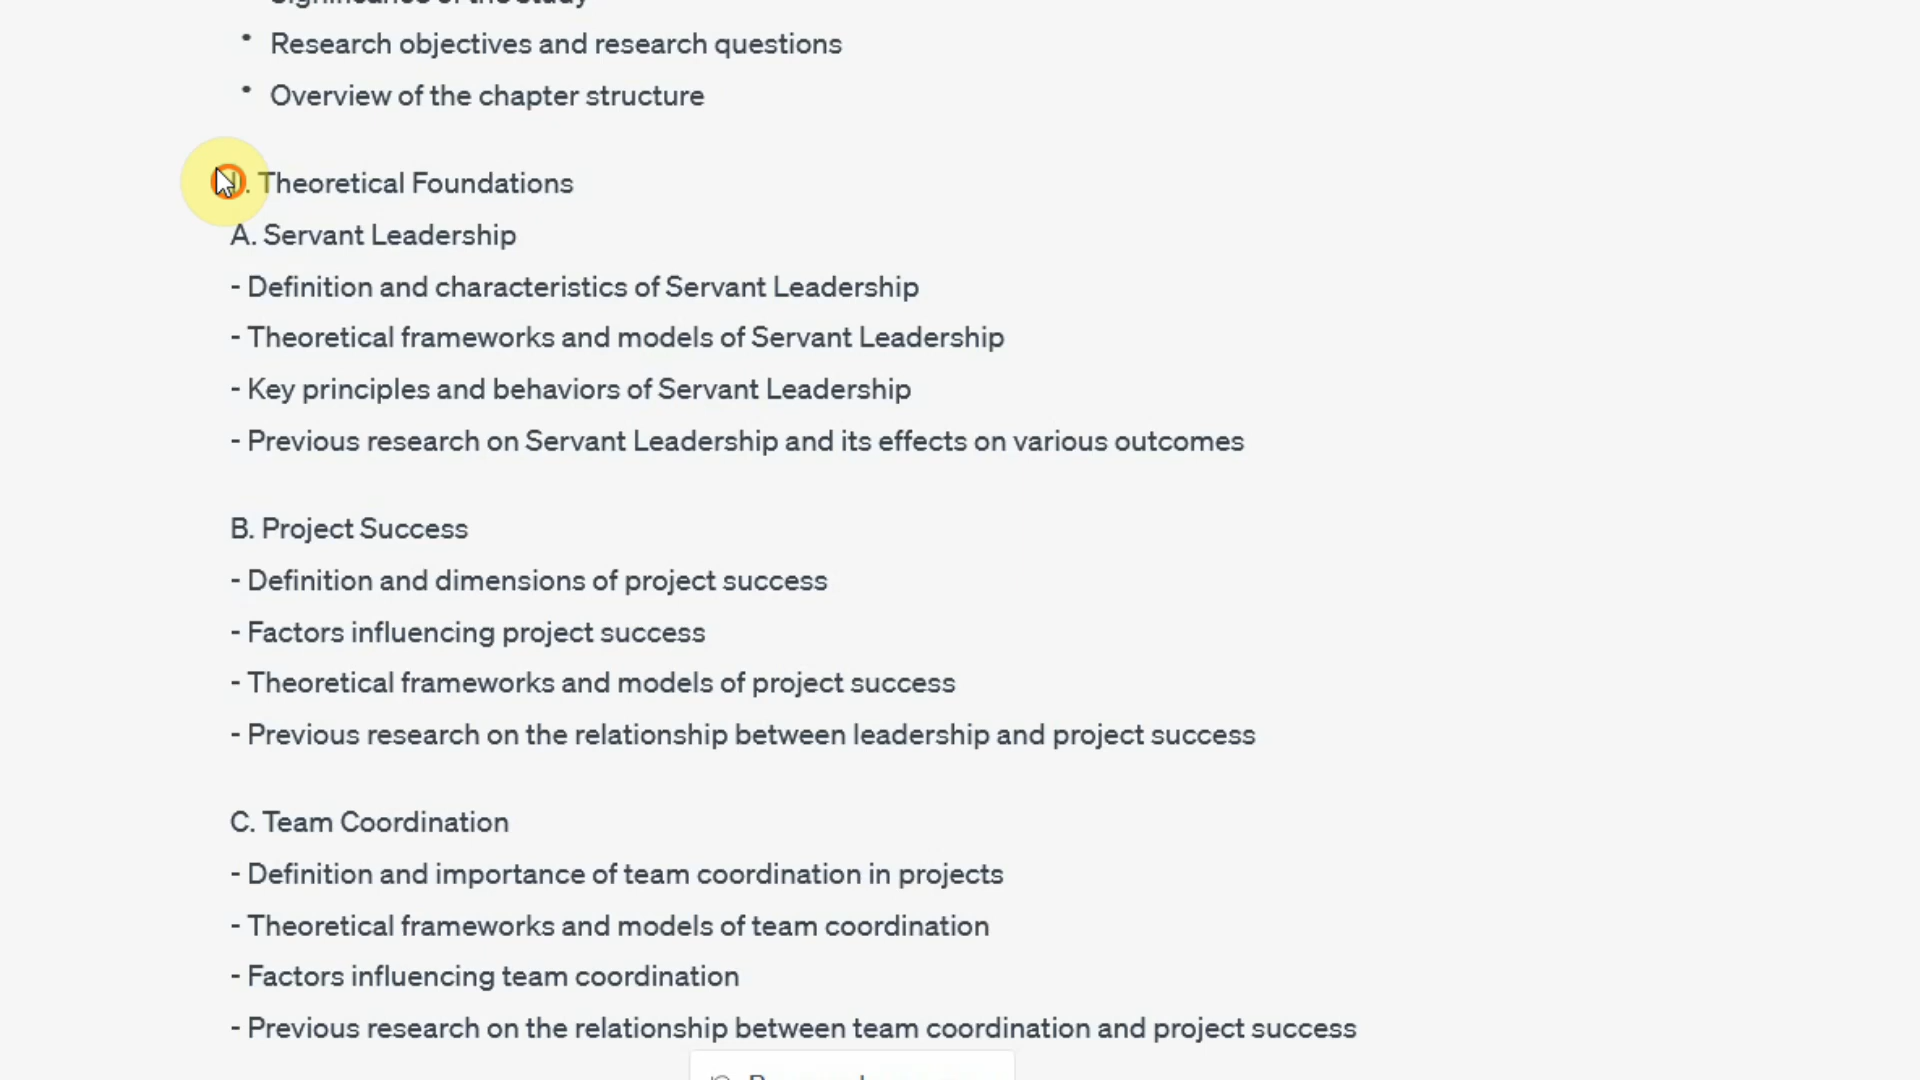 • Research objectives and research questions
• Overview of the chapter structure
II. Theoretical Foundations
A. Servant Leadership
- Definition and characteristics of Servant Leadership
- Theoretical frameworks and models of Servant Leadership
- Key principles and behaviors of Servant Leadership
- Previous research on Servant Leadership and its effects on various outcomes
B. Project Success
- Definition and dimensions of project success
- Factors influencing project success
- Theoretical frameworks and models of project success
- Previous research on the relationship between leadership and project success
C. Team Coordination
- Definition and importance of team coordination in projects
- Theoretical frameworks and models of team coordination
- Factors influencing team coordination
- Previous research on the relationship between team coordination and project success